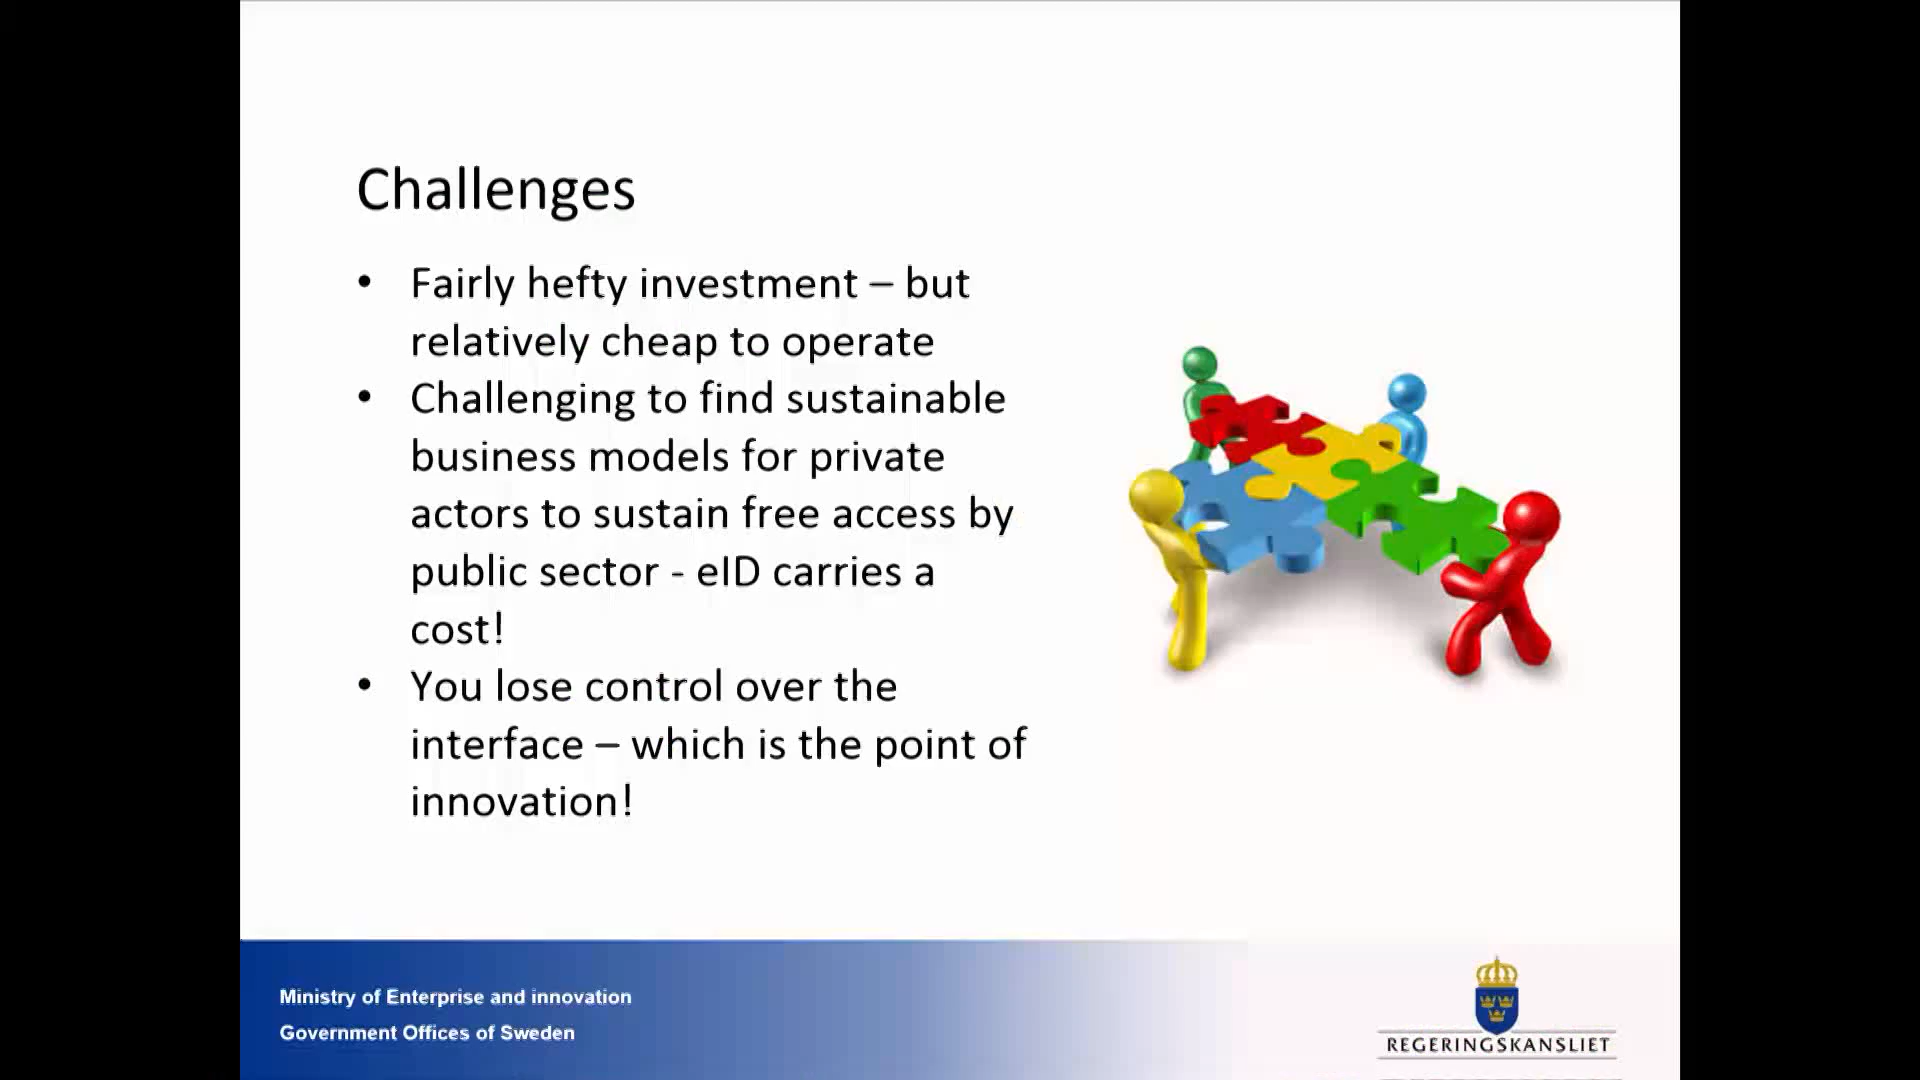 Challenges
• Fairly hefty investment – but
relatively cheap to operate
• Challenging to find sustainable
business models for private
actors to sustain free access by
public sector - eID carries a
cost!
• You lose control over the
interface – which is the point of
innovation!
Ministry of Enterprise and innovation
Government Offices of Sweden
REGERINGSKANSLIET